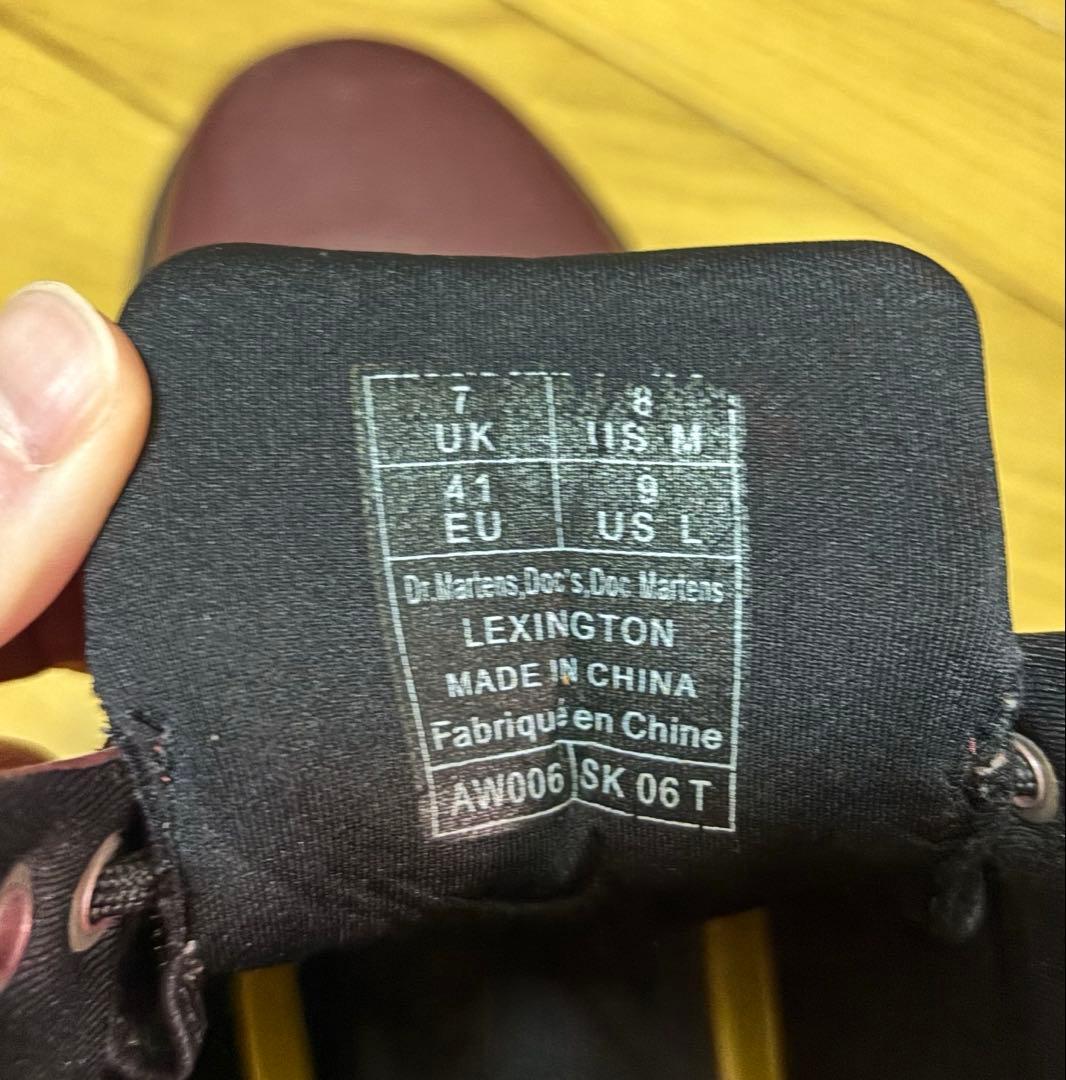 7 8
UK US M
41 9
EU US L
Dr.Martens,Doc's,Doc Martens
LEXINGTON
MADE IN CHINA
Fabriqué en Chine
AW006 SK 06 T